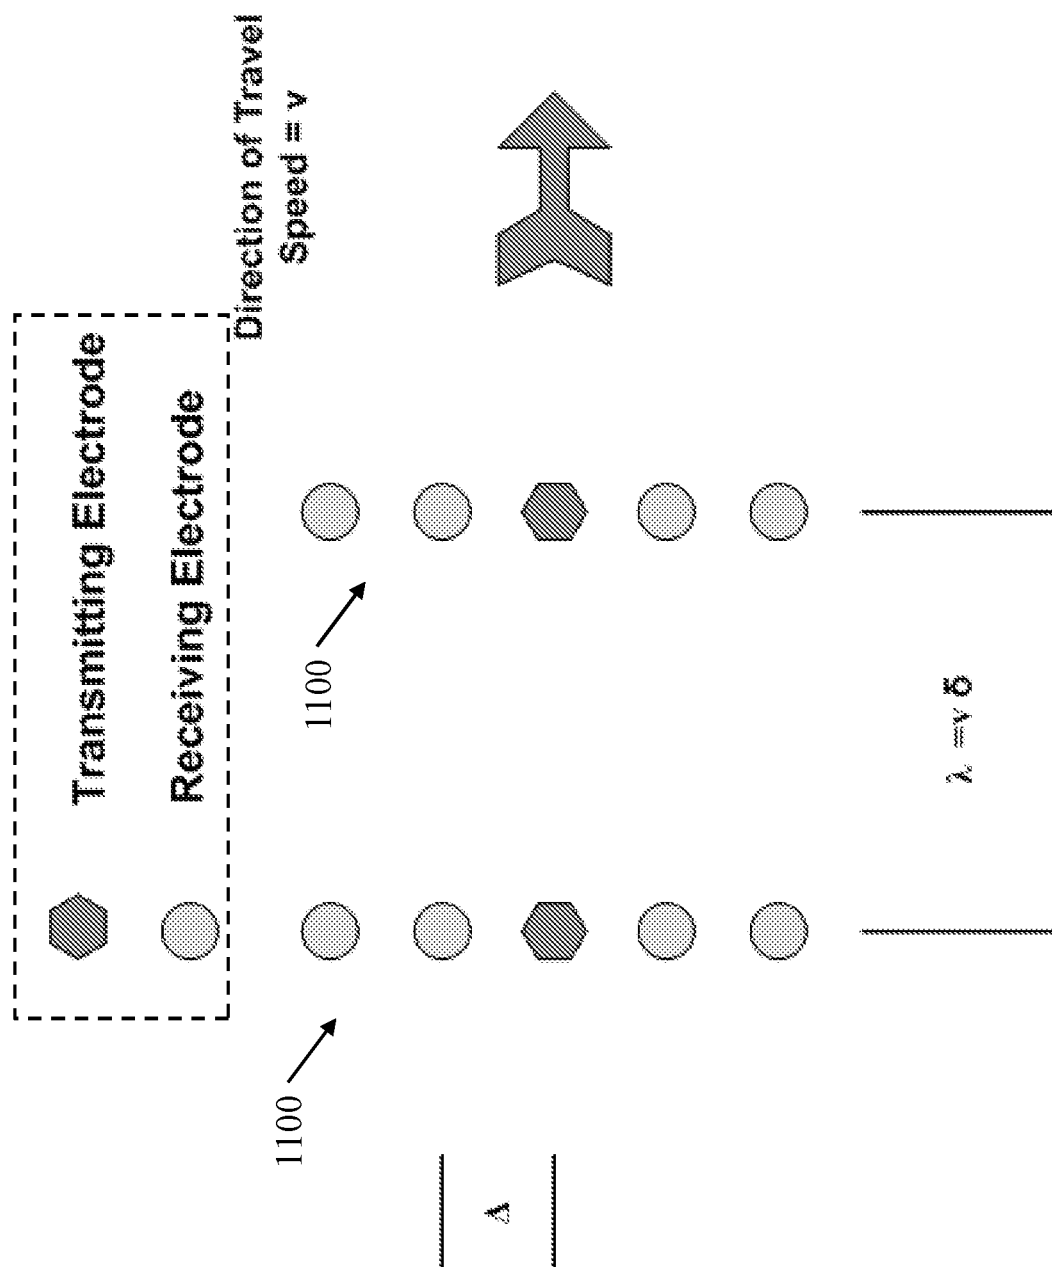 Transmitting Electrode
Receiving Electrode
Direction of Travel
Speed = v
1100
1100
λ = v δ
Δ